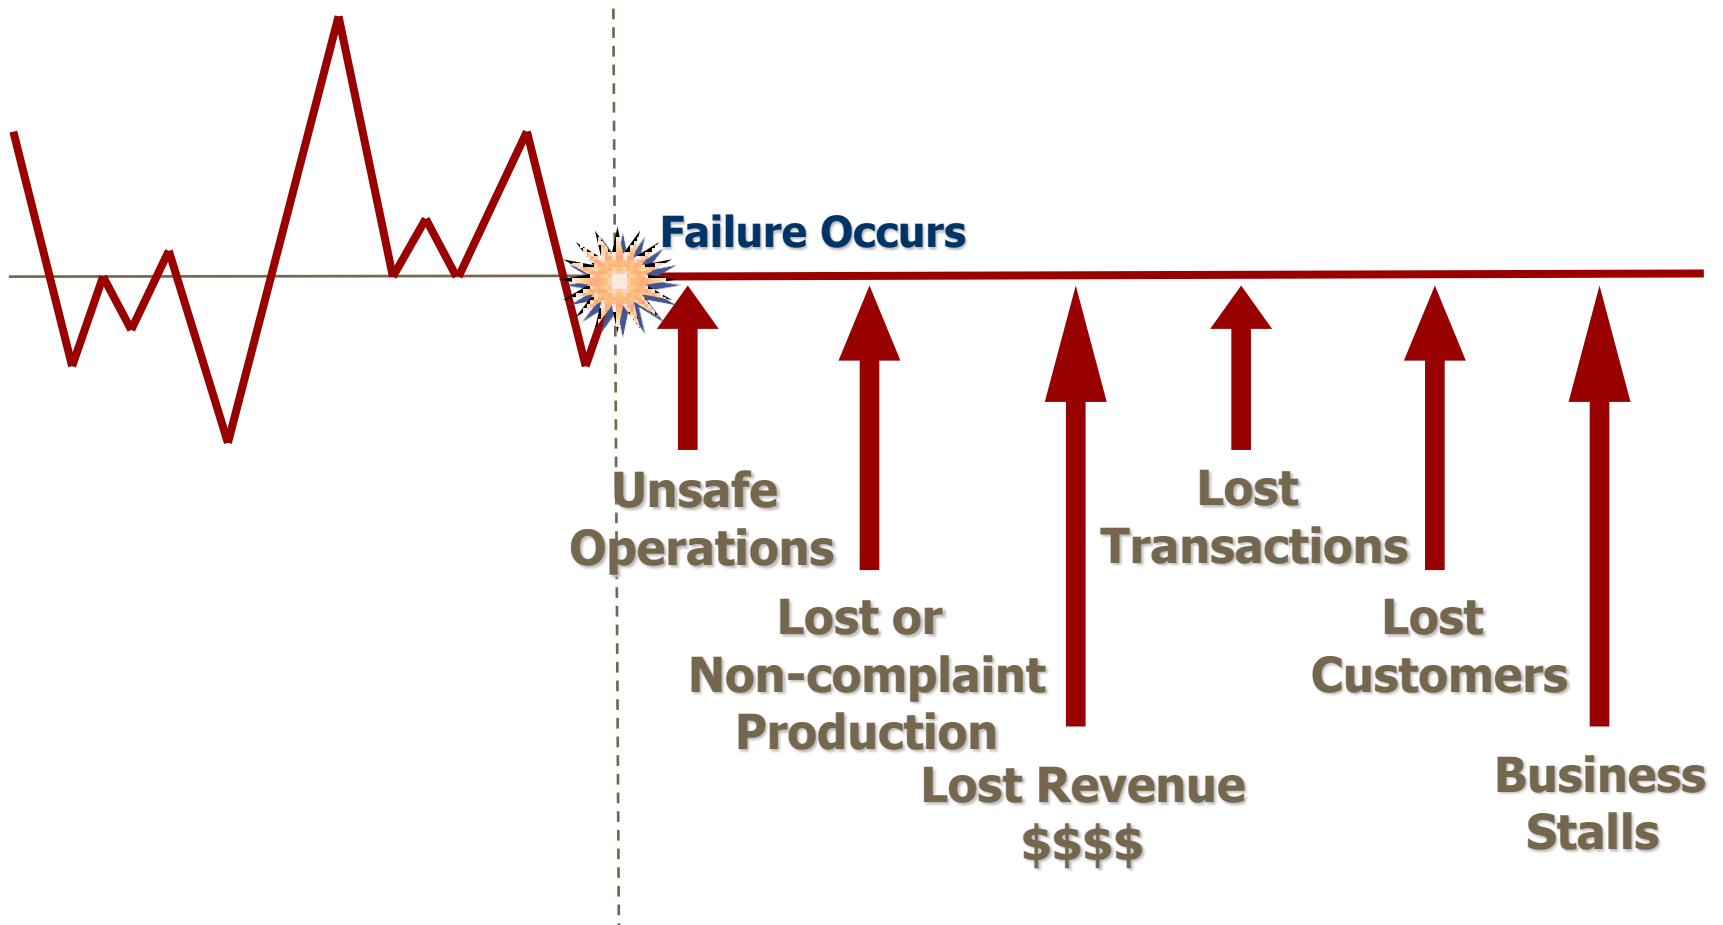 Failure Occurs
Unsafe
Operations
Lost or
Non-complaint
Production
Lost Revenue
$$$$
Lost
Transactions
Lost
Customers
Business
Stalls